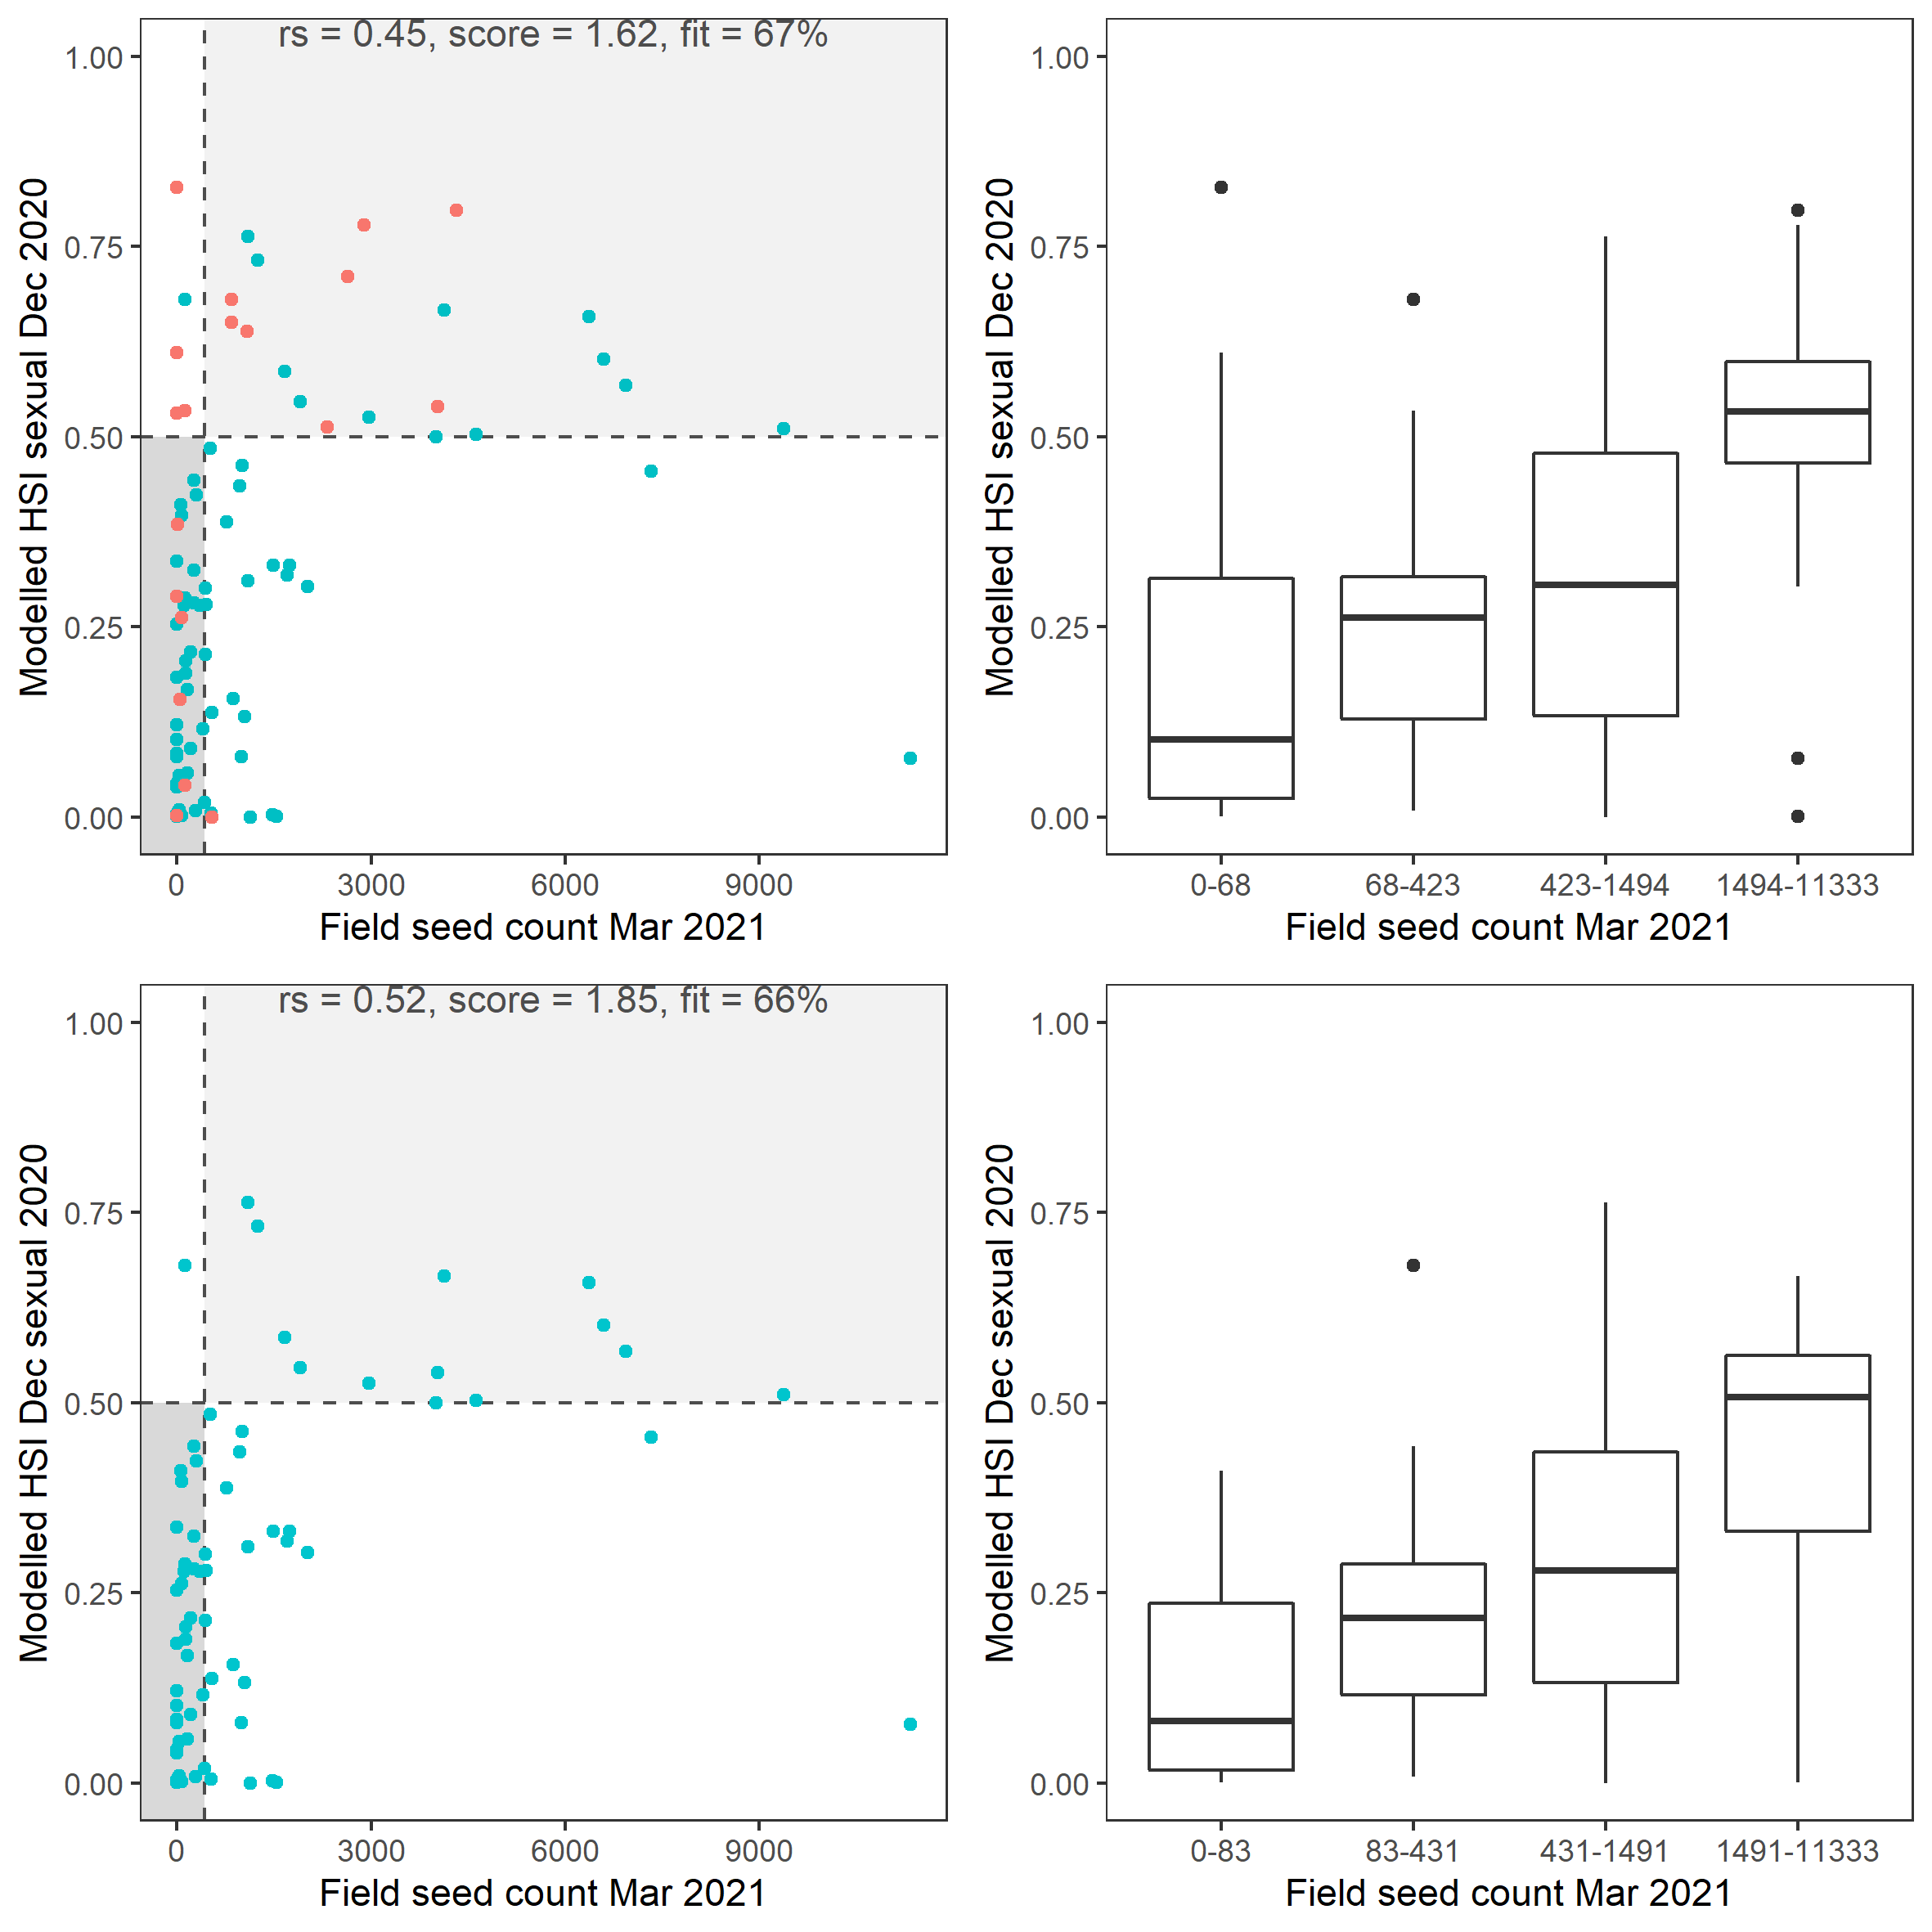 rs = 0.45, score = 1.62, fit = 67%
Modelled HSI sexual Dec 2020
1.00
0.75
0.50
0.25
0.00
0 3000 6000 9000
Field seed count Mar 2021
Modelled HSI sexual Dec 2020
1.00
0.75
0.50
0.25
0.00
0-68 68-423 423-1494 1494-11333
Field seed count Mar 2021
rs = 0.52, score = 1.85, fit = 66%
Modelled HSI Dec sexual 2020
1.00
0.75
0.50
0.25
0.00
0 3000 6000 9000
Field seed count Mar 2021
Modelled HSI Dec sexual 2020
1.00
0.75
0.50
0.25
0.00
0-83 83-431 431-1491 1491-11333
Field seed count Mar 2021